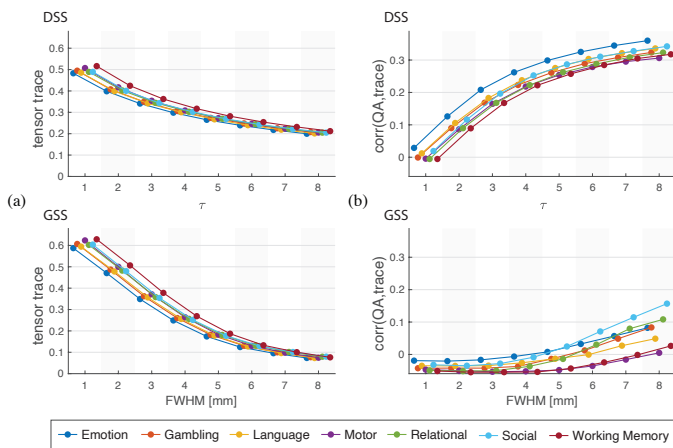 DSS
DSS
0.6
0.5
0.4
0.3
0.2
0.1
0
tensor trace
1 2 3 4 5 6 7 8
τ
0.3
0.2
0.1
0
corr(QA,trace)
1 2 3 4 5 6 7 8
τ
(a)
(b)
GSS
GSS
0.6
0.5
0.4
0.3
0.2
0.1
0
tensor trace
1 2 3 4 5 6 7 8
FWHM [mm]
0.3
0.2
0.1
0
corr(QA,trace)
1 2 3 4 5 6 7 8
FWHM [mm]
Emotion Gambling Language Motor Relational Social Working Memory